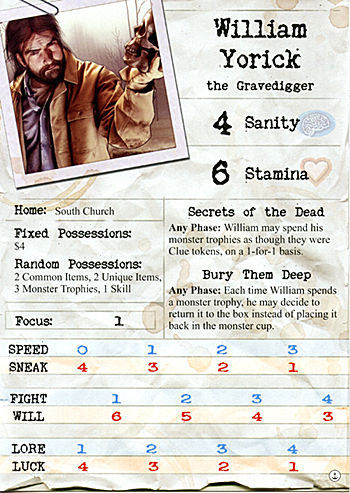 William
Yorick
the Gravedigger
4 Sanity
6 Stamina
Home: South Church
Fixed Possessions:
$4
Random Possessions:
2 Common Items, 2 Unique Items,
3 Monster Trophies, 1 Skill
Focus: 1
Secrets of the Dead
Any Phase: William may spend his
monster trophies as though they were
Clue tokens, on a 1-for-1 basis.
Bury Them Deep
Any Phase: Each time William spends
a monster trophy, he may decide to
return it to the box instead of placing it
back in the monster cup.
SPEED 0 1 2 3
SNEAK 4 3 2 1
FIGHT 1 2 3 4
WILL 6 5 4 3
LORE 1 2 3 4
LUCK 4 3 2 1